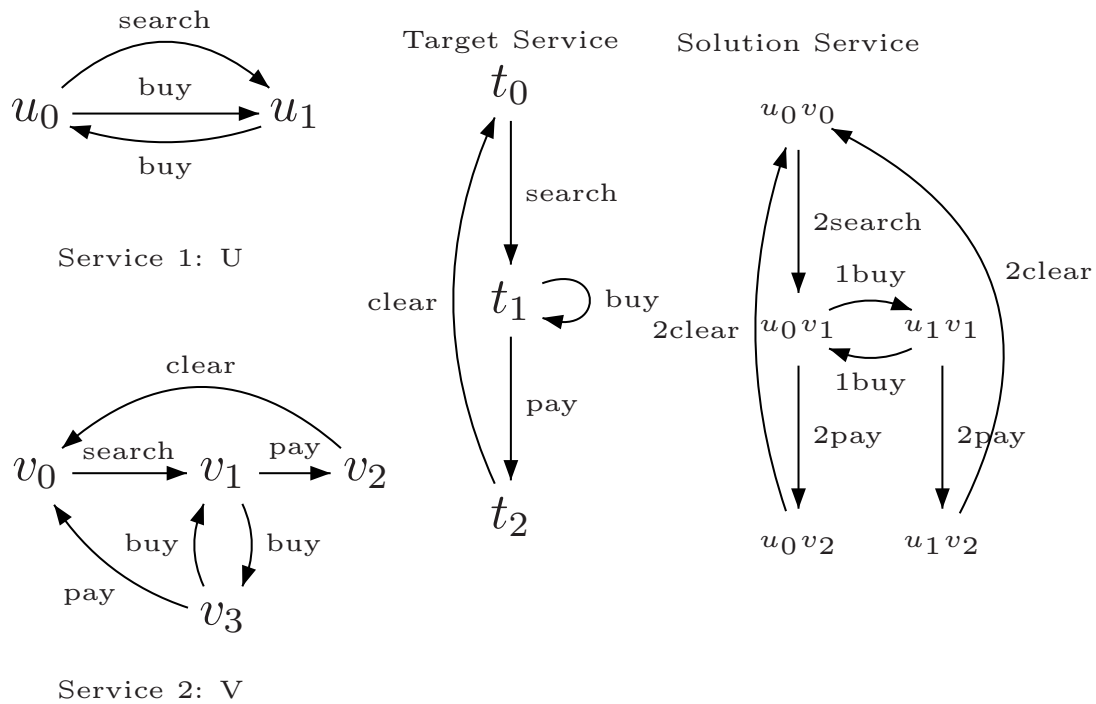 search
u₀ buy u₁
buy
Service 1: U
clear
v₀ search v₁ pay v₂
buy buy
pay
v₃
Service 2: V
Target Service
t₀
search
clear t₁ buy
pay
t₂
Solution Service
u₀v₀
2search
2clear
1buy
2clear u₀v₁ u₁v₁
1buy
2pay 2pay
u₀v₂ u₁v₂